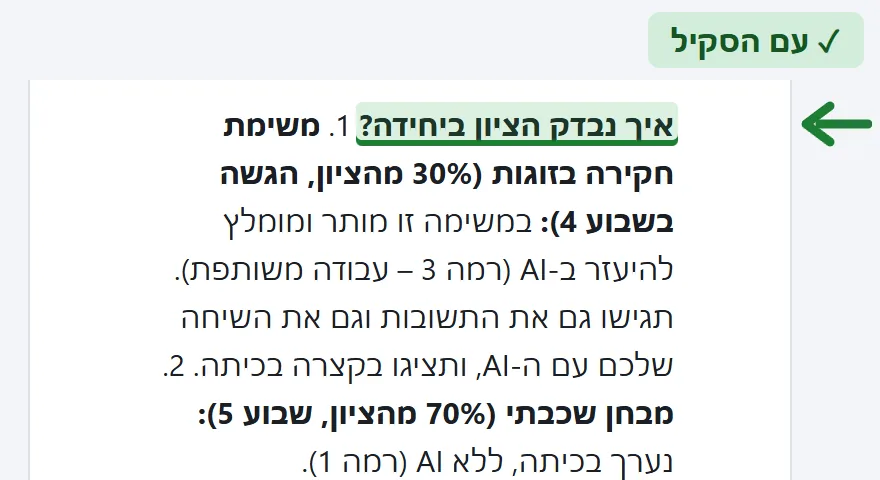 ✓ עם הסקיל
איך נבדק הציון ביחידה? 1. משימת
חקירה בזוגות (30% מהציון, הגשה
בשבוע 4): במשימה זו מותר ומומלץ
להיעזר ב-AI (רמה 3 – עבודה משותפת).
תגישו גם את התשובות וגם את השיחה
שלכם עם ה-AI, ותציגו בקצרה בכיתה. 2.
מבחן שכבתי (70% מהציון, שבוע 5):
נערך בכיתה, ללא AI (רמה 1).